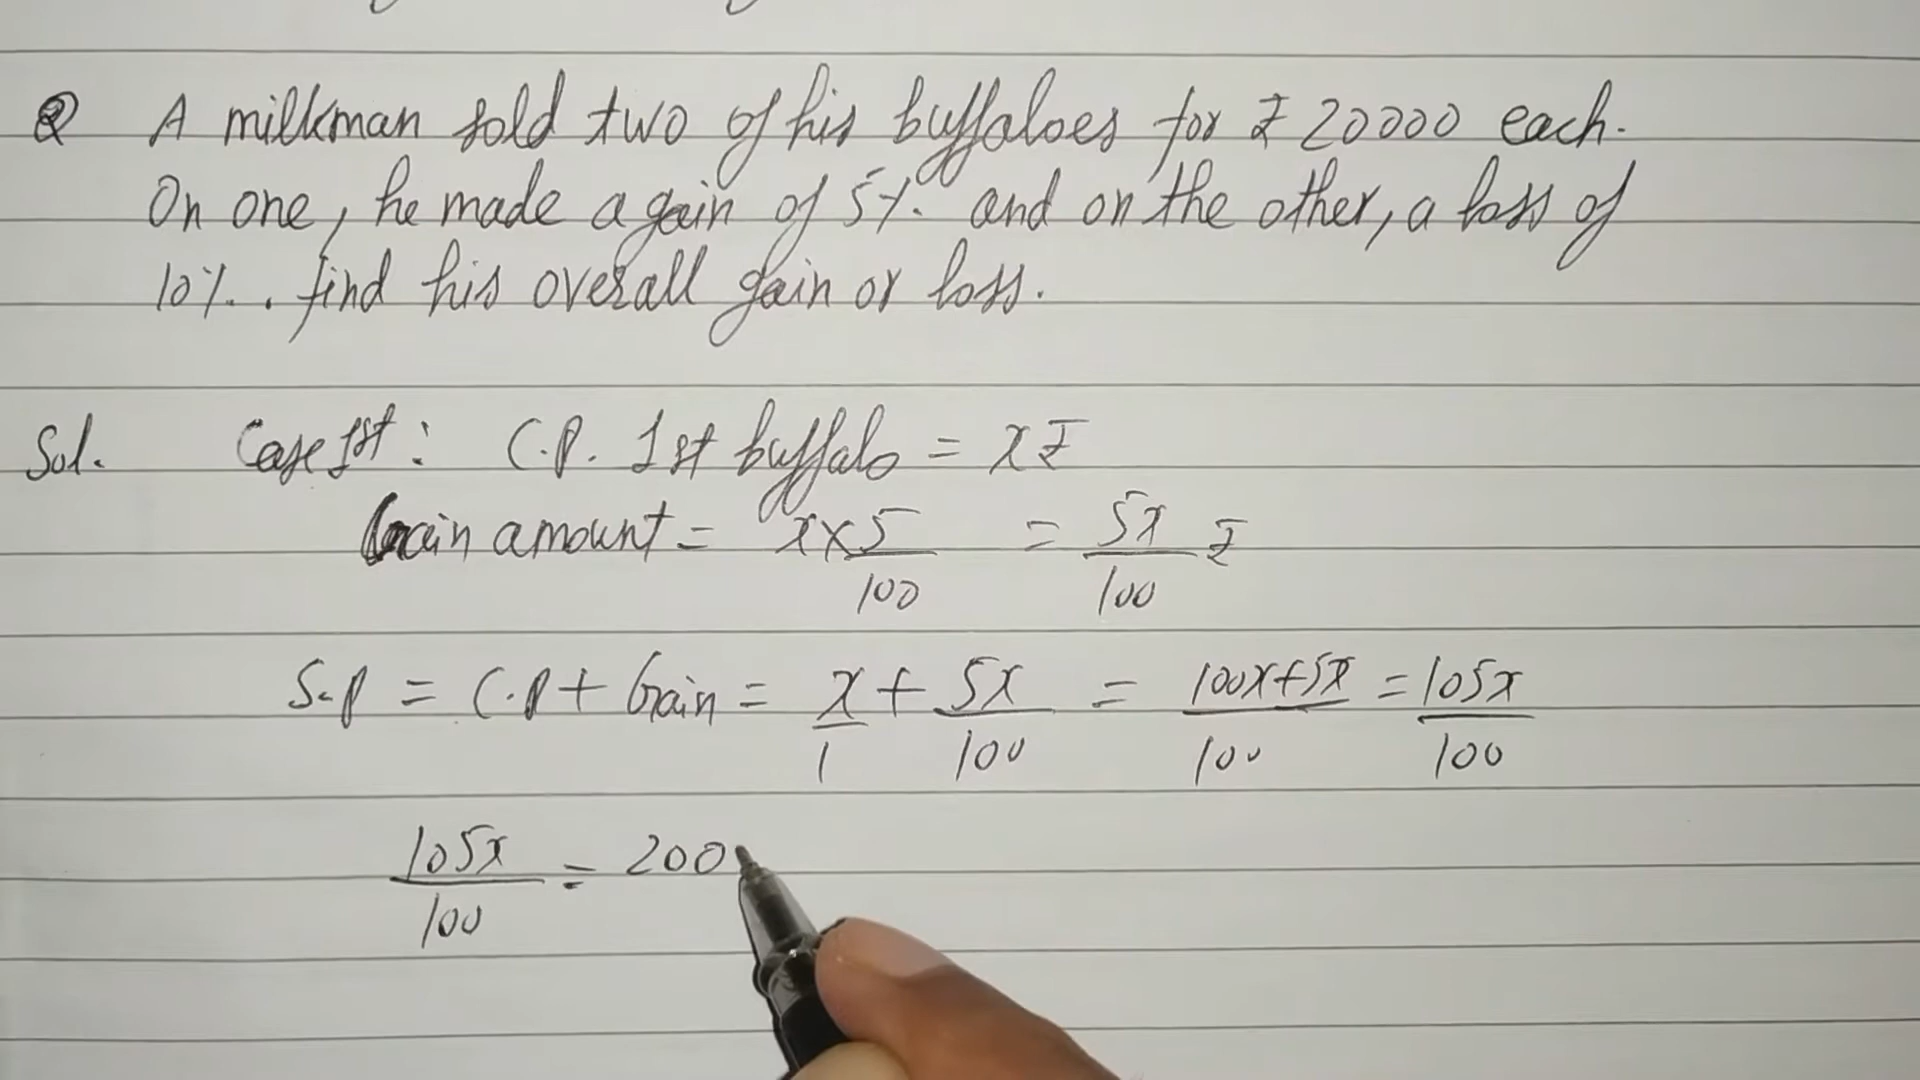 Q A milkman sold two of his buffaloes for ₹ 20000 each.
On one, he made a gain of 5%. and on the other, a loss of
10%. . find his overall gain or loss.
Sol. Case 1st : C.P. 1st buffalo = x ₹
Gain amount = x × 5/100 = 5x/100 ₹
S.p = C.p + Gain = x/1 + 5x/100 = 100x+5x/100 = 105x/100
105x/100 = 200